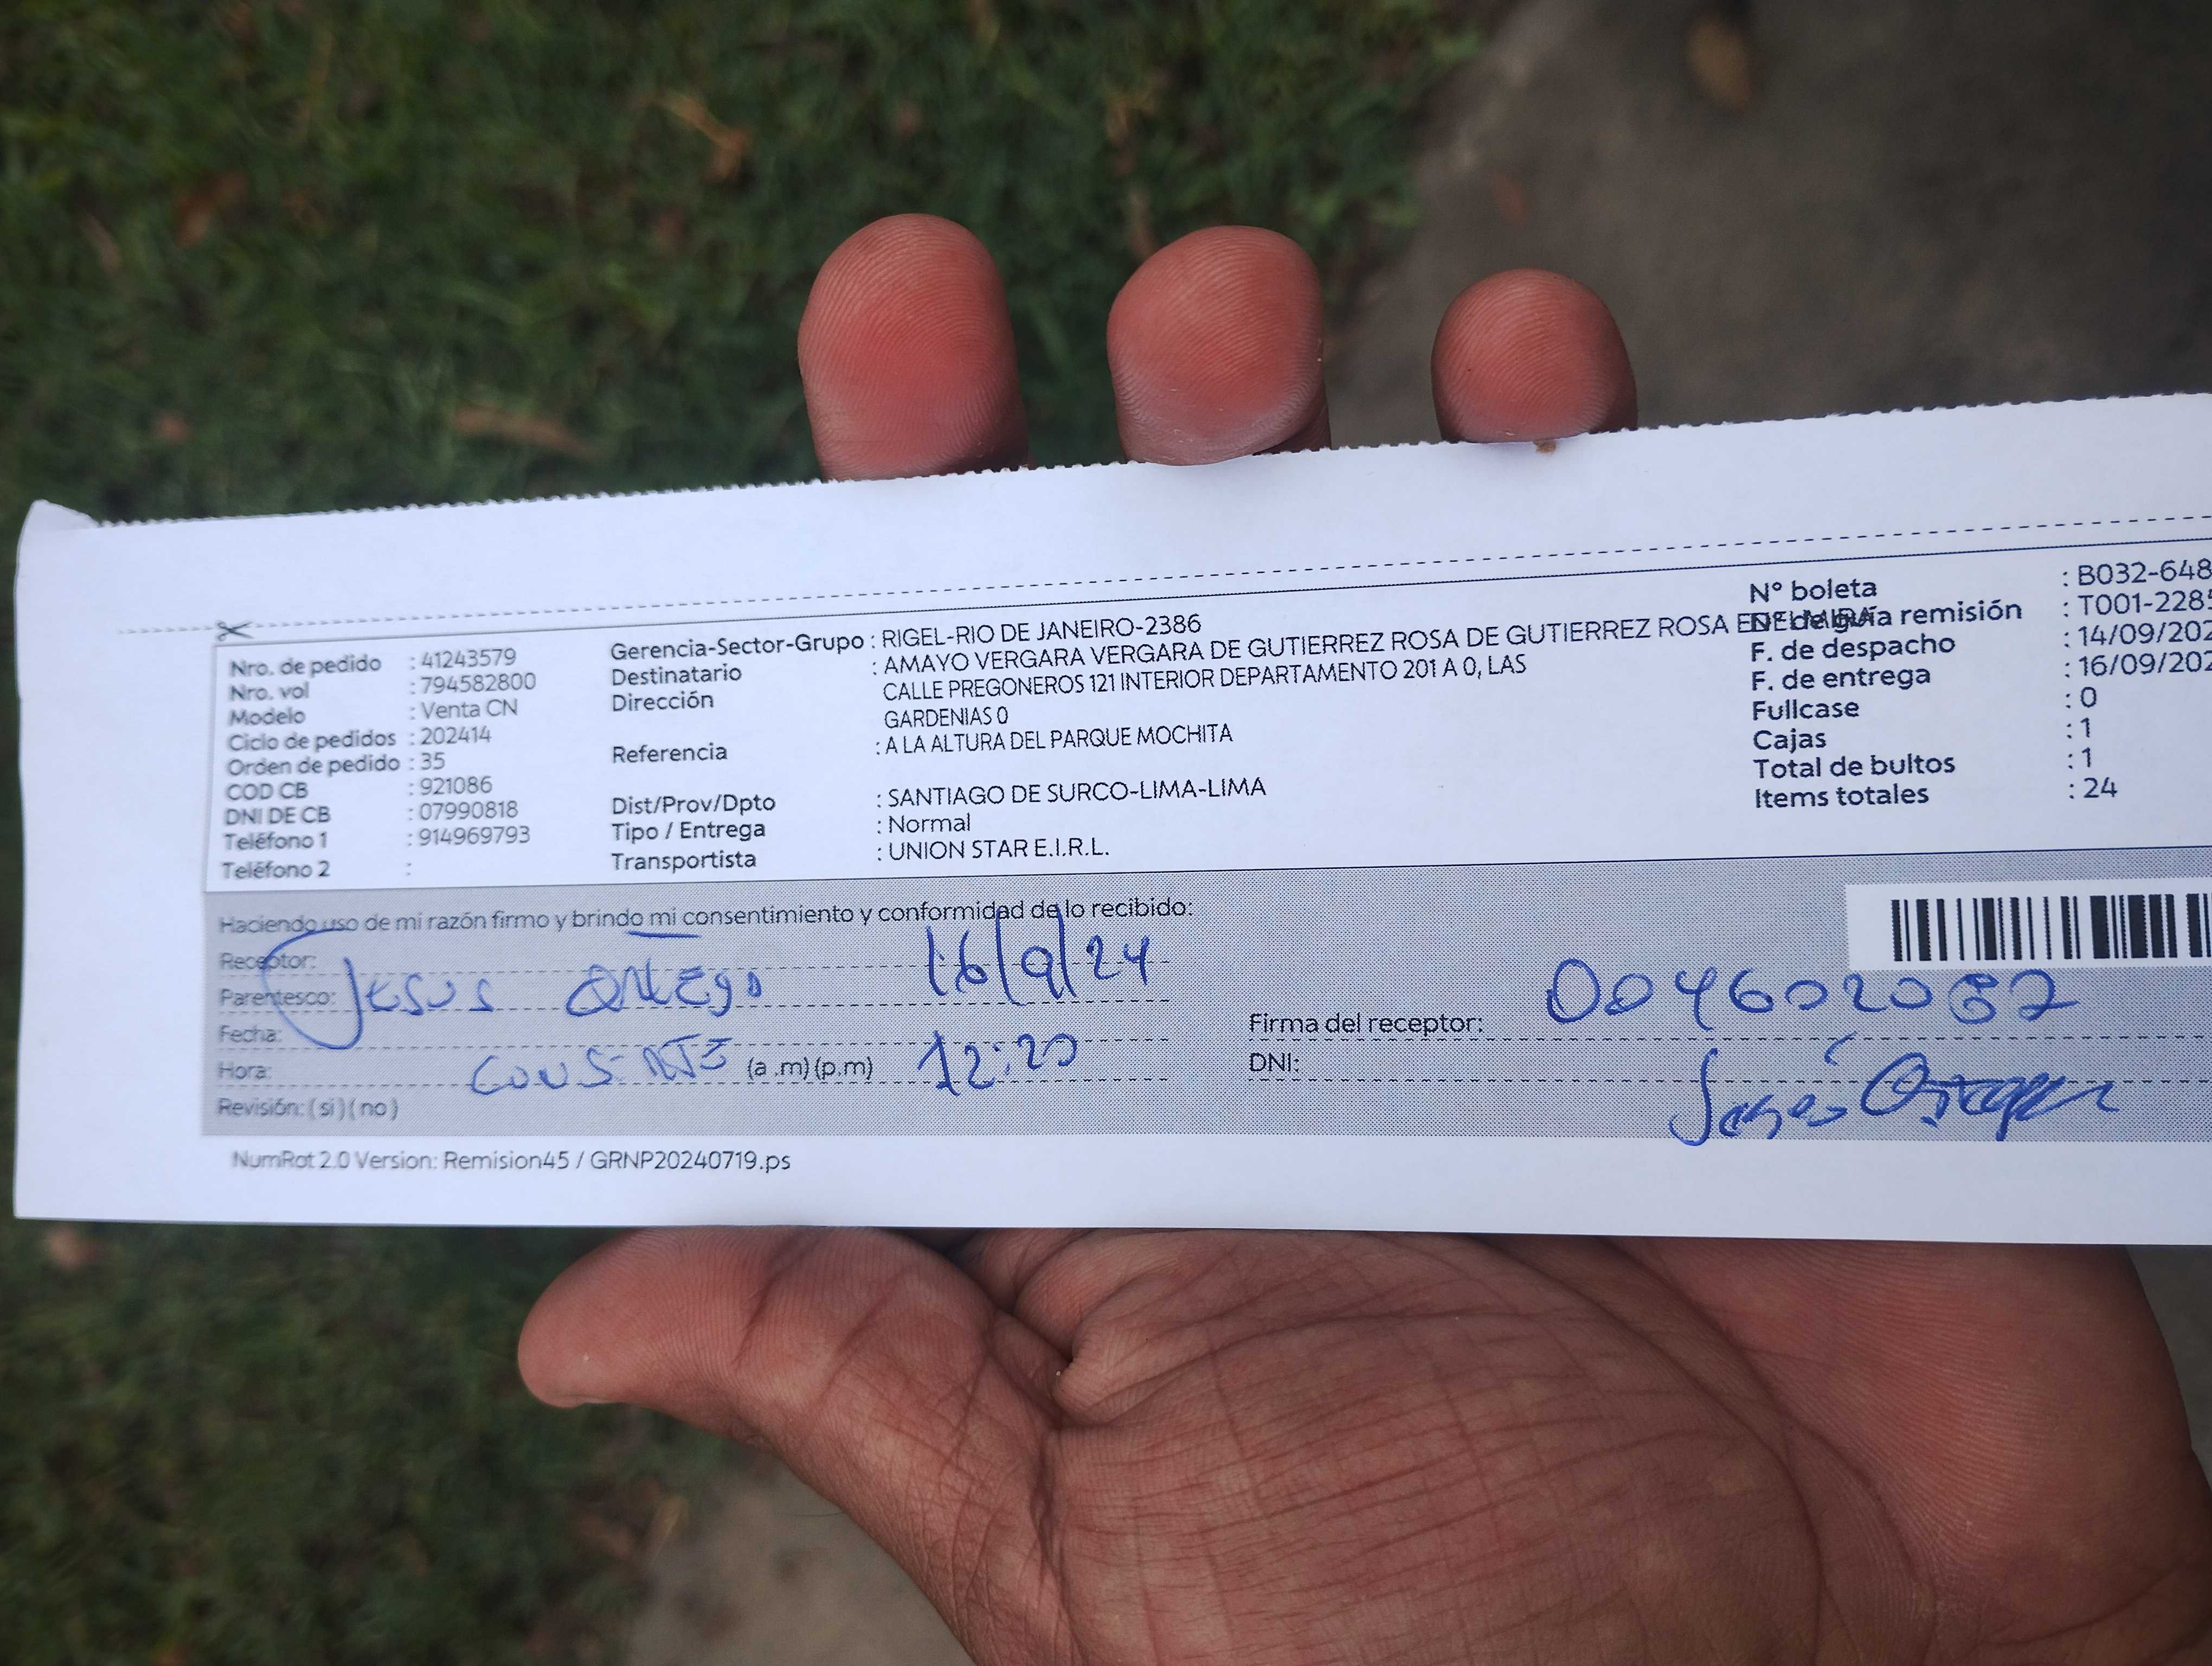 Nro. de pedido : 41243579
Nro. vol : 794582800
Modelo : Venta CN
Ciclo de pedidos : 202414
Orden de pedido : 35
COD CB : 921086
DNI DE CB : 07990818
Teléfono 1 : 914969793
Teléfono 2 :
Gerencia-Sector-Grupo : RIGEL-RIO DE JANEIRO-2386
Destinatario : AMAYO VERGARA VERGARA DE GUTIERREZ ROSA DE GUTIERREZ ROSA EDELMIRA
Dirección : CALLE PREGONEROS 121 INTERIOR DEPARTAMENTO 201 A 0, LAS
GARDENIAS 0
Referencia : A LA ALTURA DEL PARQUE MOCHITA
Dist/Prov/Dpto : SANTIAGO DE SURCO-LIMA-LIMA
Tipo / Entrega : Normal
Transportista : UNION STAR E.I.R.L.
N° boleta : B032-648
N° de guía remisión : T001-228
F. de despacho : 14/09/202
F. de entrega : 16/09/202
Fullcase : 0
Cajas : 1
Total de bultos : 1
Items totales : 24
Haciendo uso de mi razón firmo y brindo mi consentimiento y conformidad de lo recibido:
Receptor:
Parentesco: Jesus Ortega 16/9/24
Fecha:
Hora: (a .m) (p.m) 12:20
Revisión: ( si ) ( no )
Firma del receptor:
DNI:
Jesús Ortega
NumRot 2.0 Version: Remision45 / GRNP20240719.ps